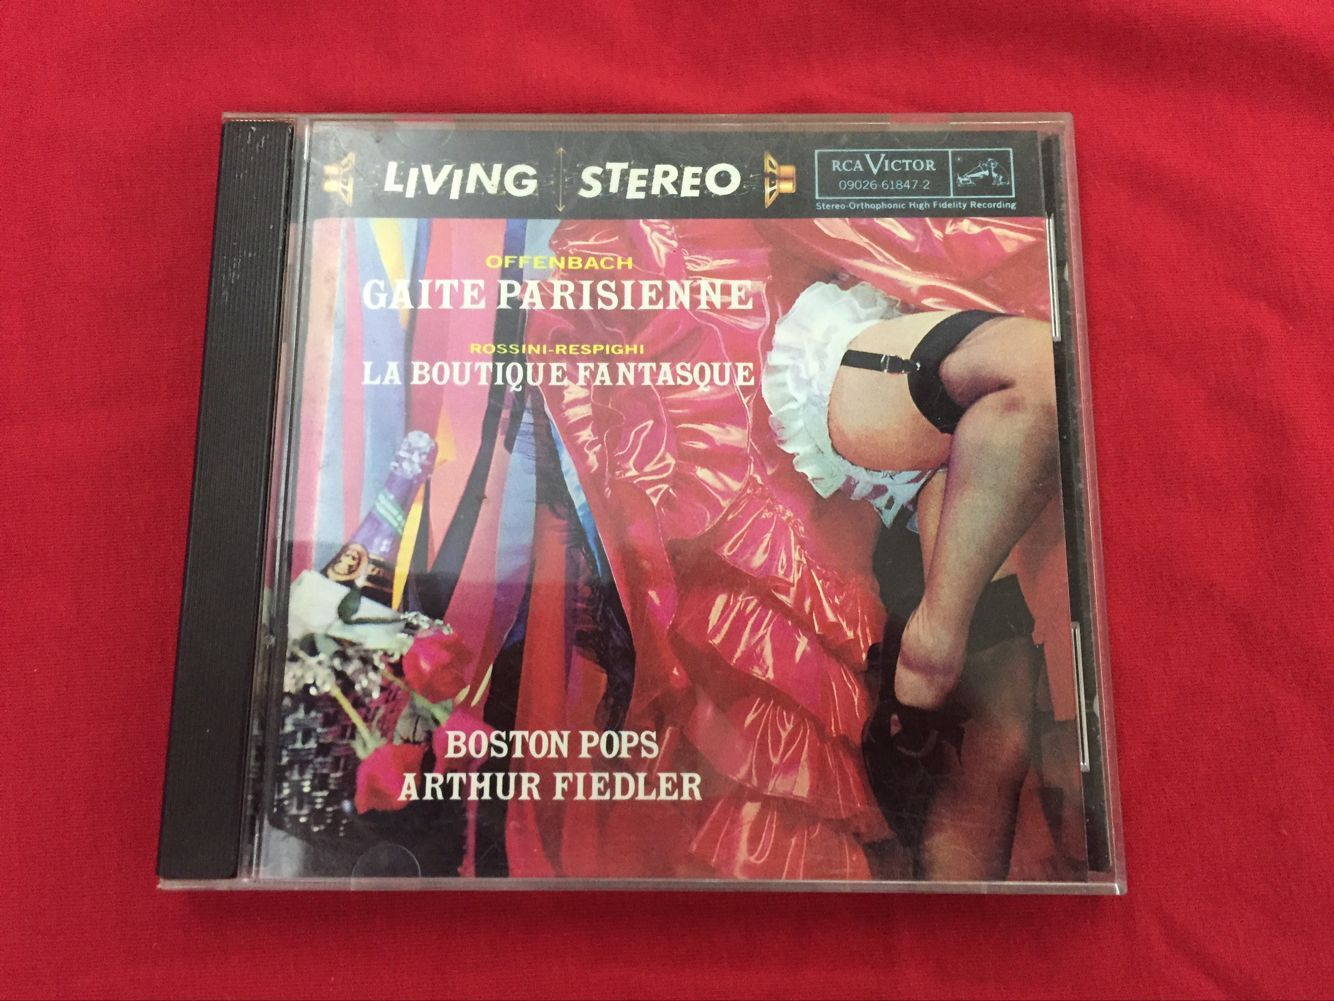 LIVING STEREO
RCA VICTOR
09026-61847-2
Stereo-Orthophonic High Fidelity Recording
OFFENBACH
GAITE PARISIENNE
ROSSINI-RESPIGHI
LA BOUTIQUE FANTASQUE
BOSTON POPS
ARTHUR FIEDLER